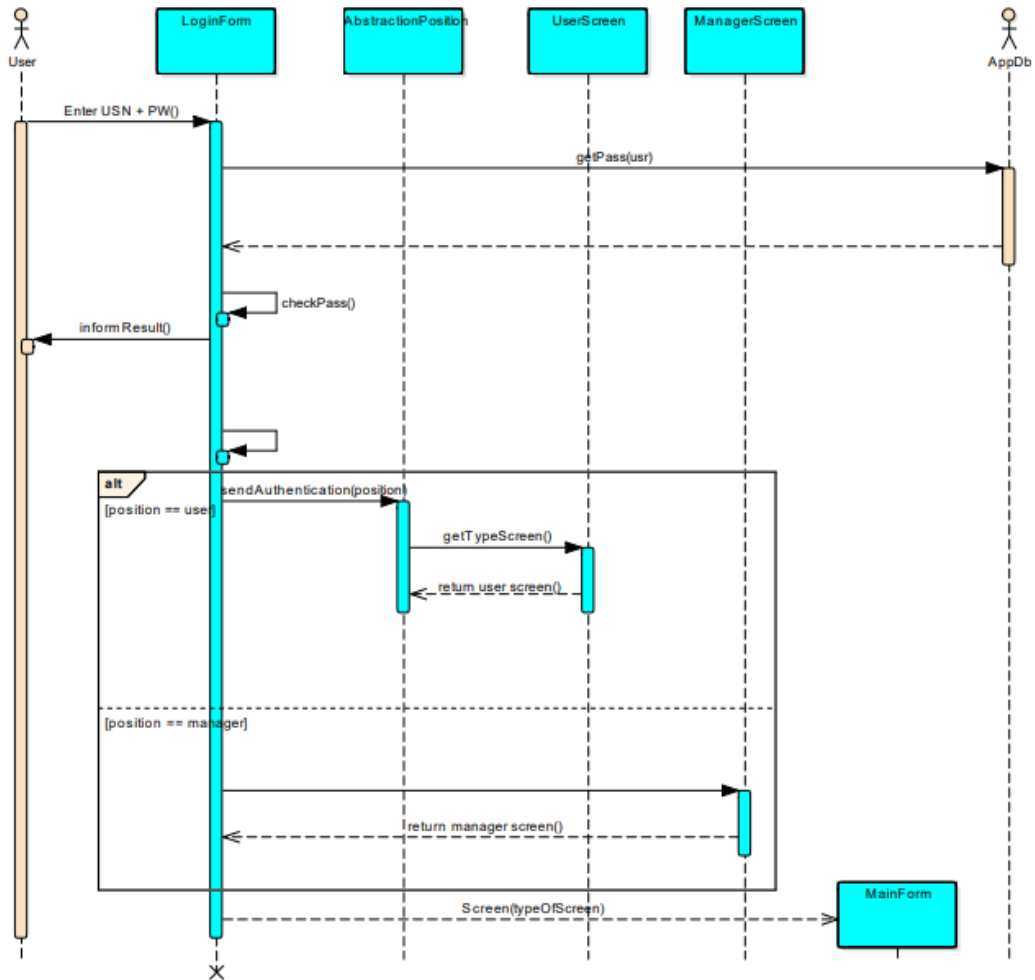 LoginForm
AbstractionPosition
UserScreen
ManagerScreen
User
AppDb
Enter USN + PW()
getPass(usr)
checkPass()
informResult()
alt
sendAuthentication(position)
[position == user]
getTypeScreen()
return user screen()
[position == manager]
return manager screen()
MainForm
Screen(typeOfScreen)